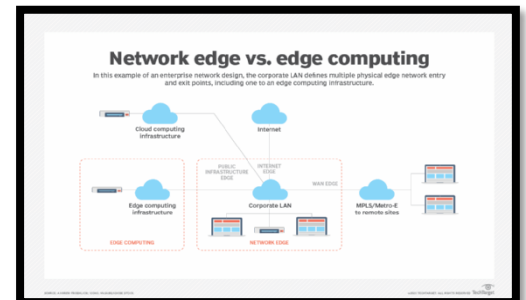 Network edge vs. edge computing
In this example of an enterprise network design, the corporate LAN defines multiple physical edge network entry
and exit points, including one to an edge computing infrastructure.
Cloud computing
infrastructure
Internet
PUBLIC
INFRASTRUCTURE
EDGE
INTERNET
EDGE
WAN EDGE
Edge computing
infrastructure
Corporate LAN
MPLS/Metro-E
to remote sites
EDGE COMPUTING
NETWORK EDGE
TechTarget